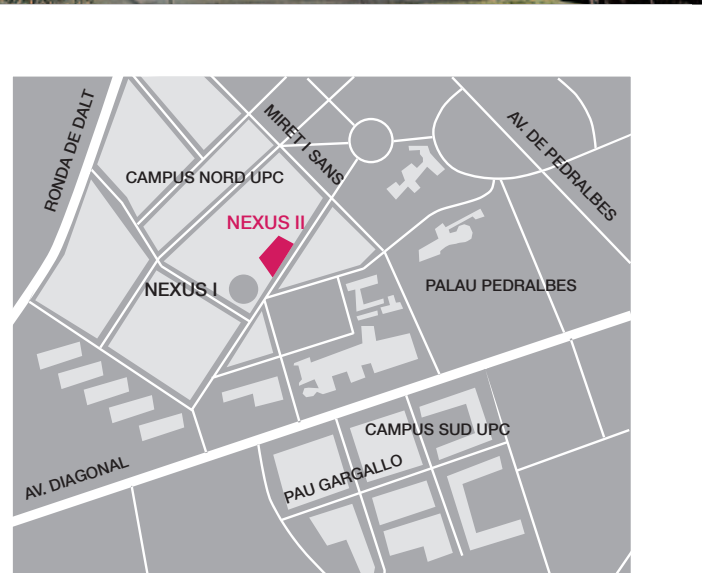 RONDA DE DALT
MIRET I SANS
AV. DE PEDRALBES
CAMPUS NORD UPC
NEXUS II
NEXUS I
PALAU PEDRALBES
CAMPUS SUD UPC
PAU GARGALLO
AV. DIAGONAL